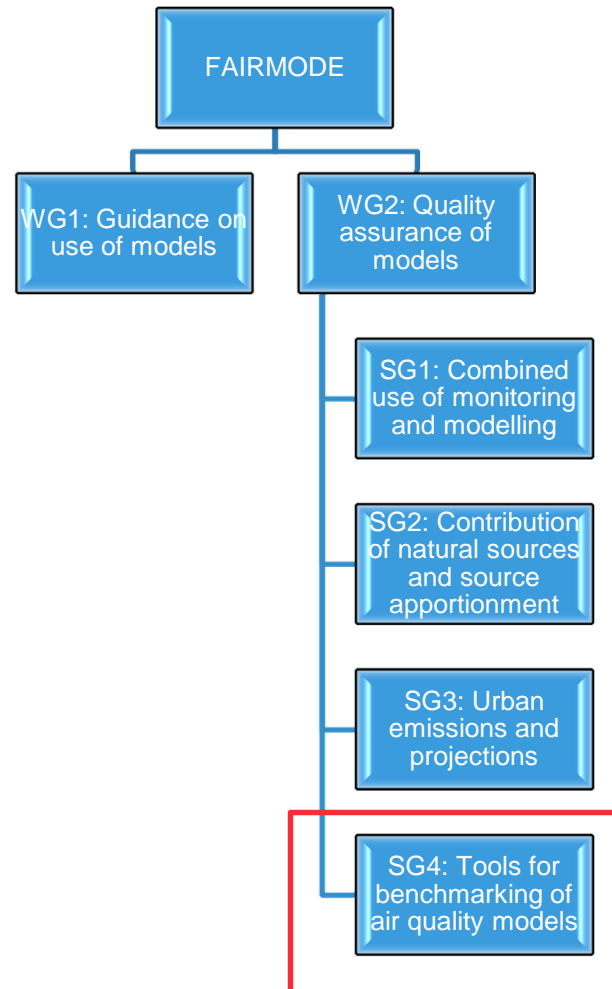 FAIRMODE
WG1: Guidance on
use of models
WG2: Quality
assurance of
models
SG1: Combined
use of monitoring
and modelling
SG2: Contribution
of natural sources
and source
apportionment
SG3: Urban
emissions and
projections
SG4: Tools for
benchmarking of
air quality models